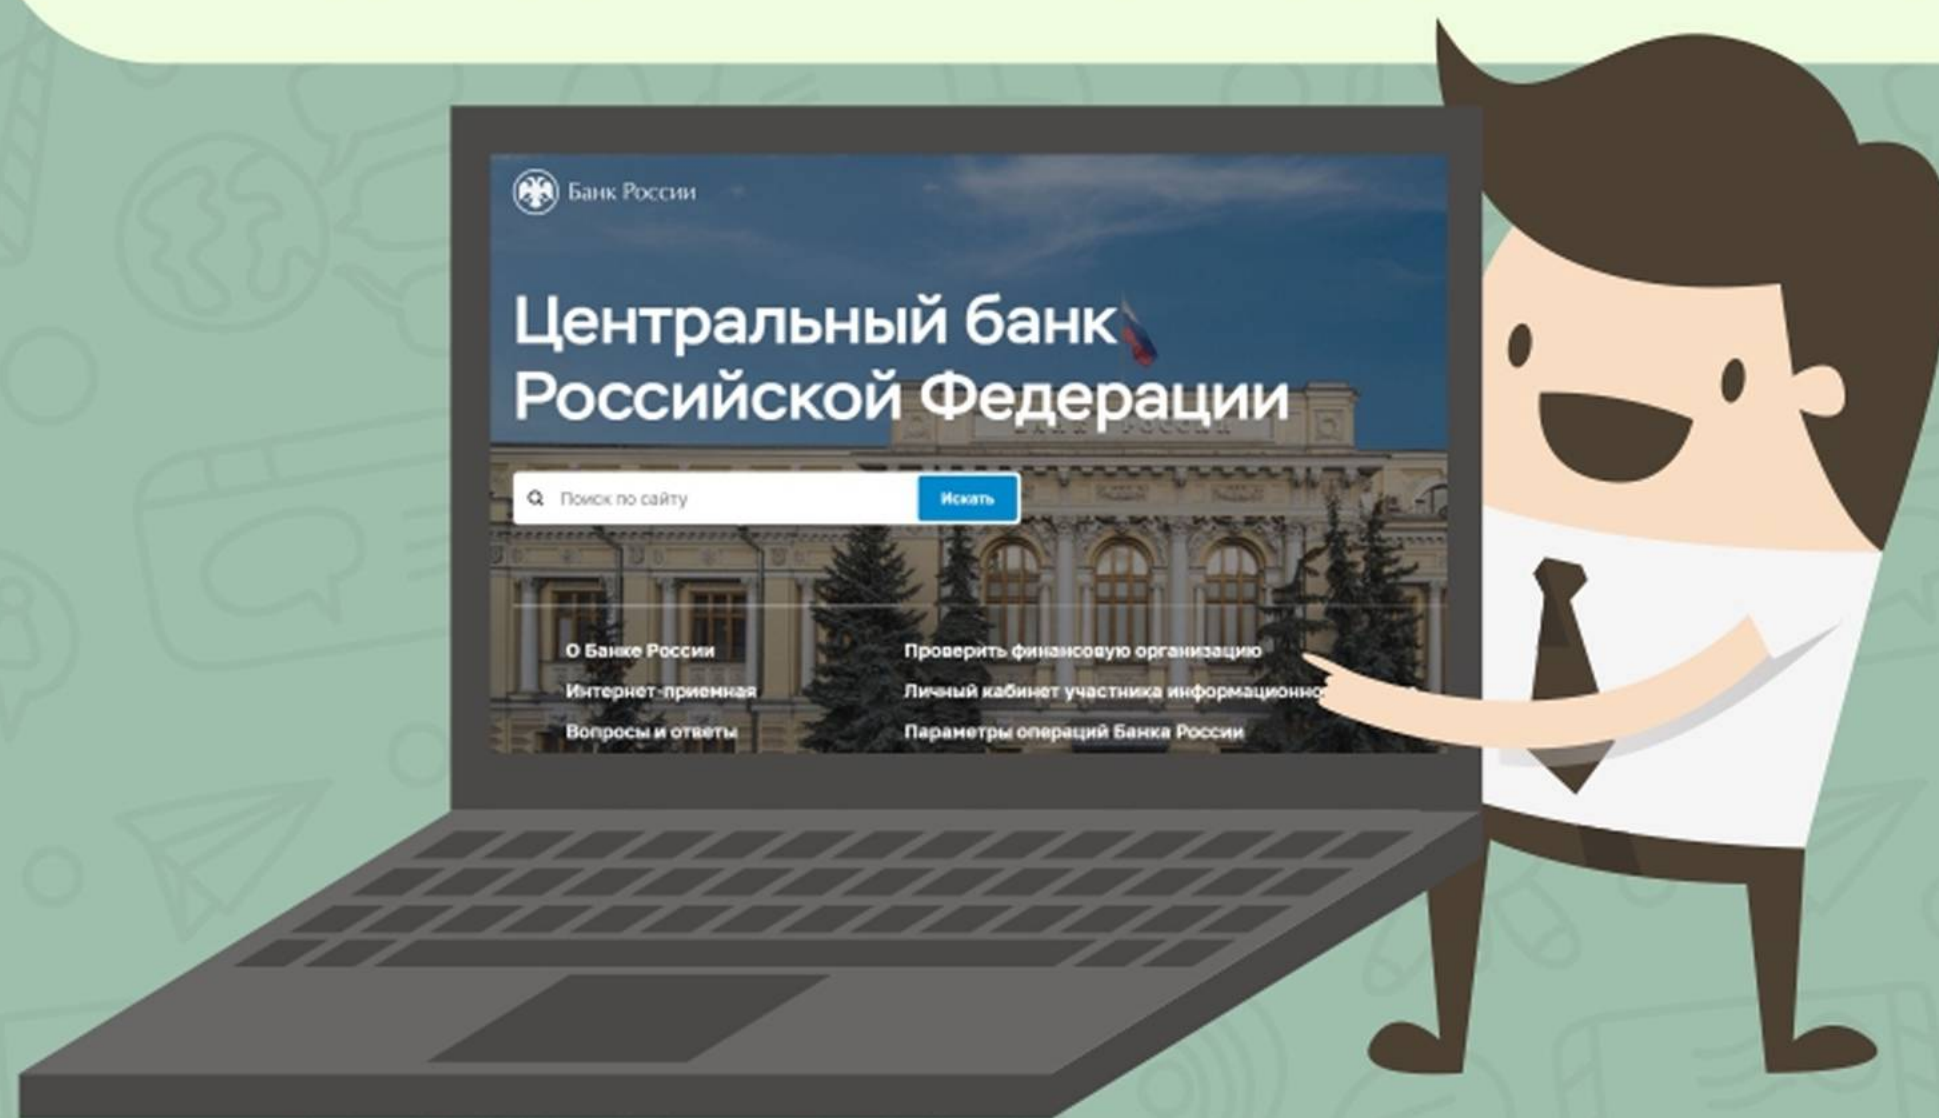 Банк России
Центральный банк
Российской Федерации
Поиск по сайту
Искать
О Банке России
Интернет-приемная
Вопросы и ответы
Проверить финансовую организацию
Личный кабинет участника
Параметры операций Банка России